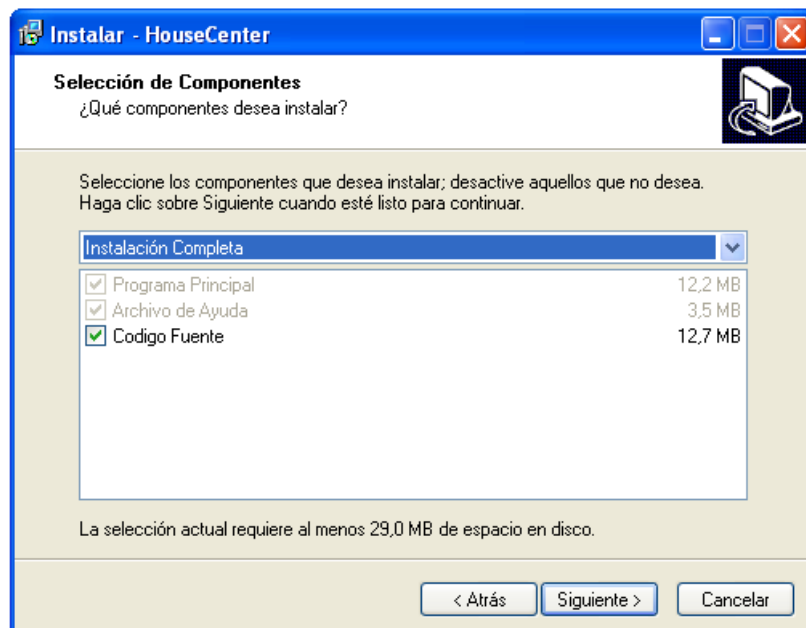 Instalar - HouseCenter
Selección de Componentes
¿Qué componentes desea instalar?
Seleccione los componentes que desea instalar; desactive aquellos que no desea.
Haga clic sobre Siguiente cuando esté listo para continuar.
Instalación Completa
Programa Principal 12,2 MB
Archivo de Ayuda 3,5 MB
Codigo Fuente 12,7 MB
La selección actual requiere al menos 29,0 MB de espacio en disco.
< Atrás Siguiente > Cancelar